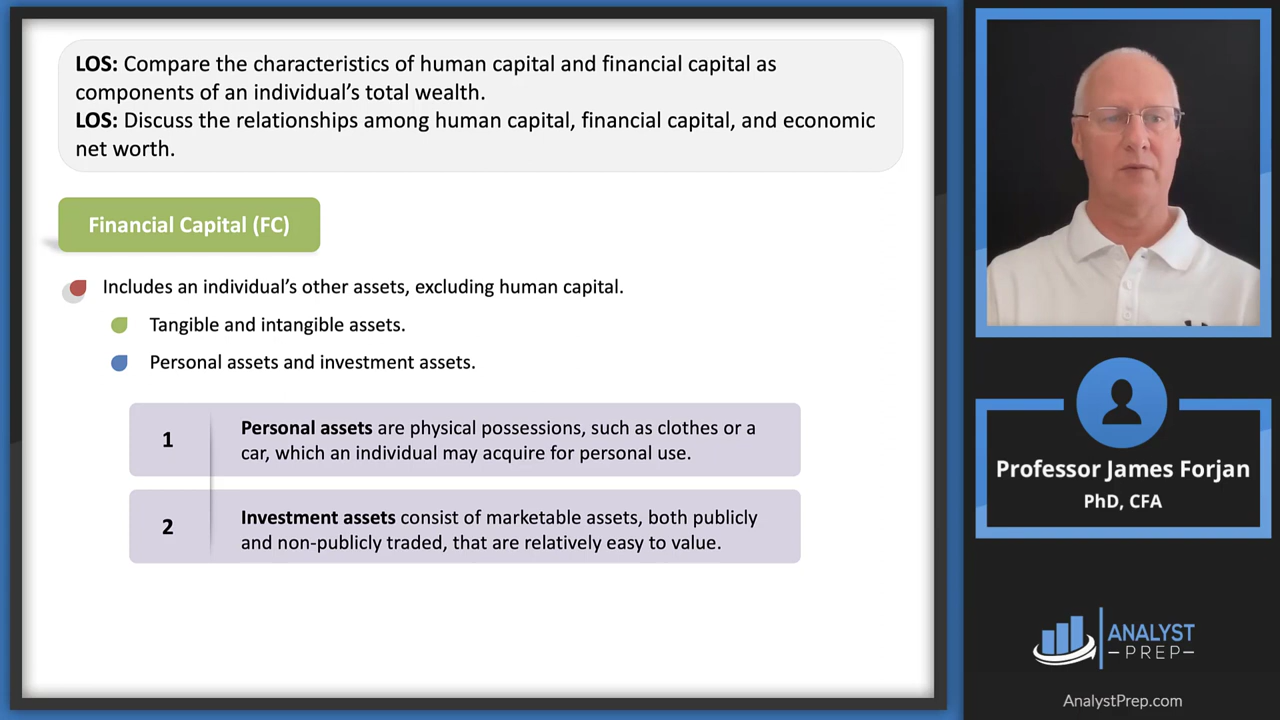 LOS: Compare the characteristics of human capital and financial capital as
components of an individual’s total wealth.
LOS: Discuss the relationships among human capital, financial capital, and economic
net worth.
Financial Capital (FC)
Includes an individual’s other assets, excluding human capital.
Tangible and intangible assets.
Personal assets and investment assets.
1
Personal assets are physical possessions, such as clothes or a
car, which an individual may acquire for personal use.
2
Investment assets consist of marketable assets, both publicly
and non-publicly traded, that are relatively easy to value.
Professor James Forjan
PhD, CFA
ANALYST
–PREP–
AnalystPrep.com